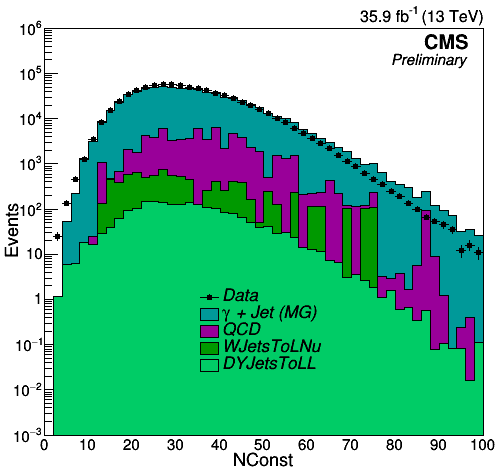 35.9 fb⁻¹ (13 TeV)
CMS
Preliminary
Events
10⁶
10⁵
10⁴
10³
10²
10
1
10⁻¹
10⁻²
10⁻³
Data
γ + Jet (MG)
QCD
WJetsToLNu
DYJetsToLL
0 10 20 30 40 50 60 70 80 90 100
NConst